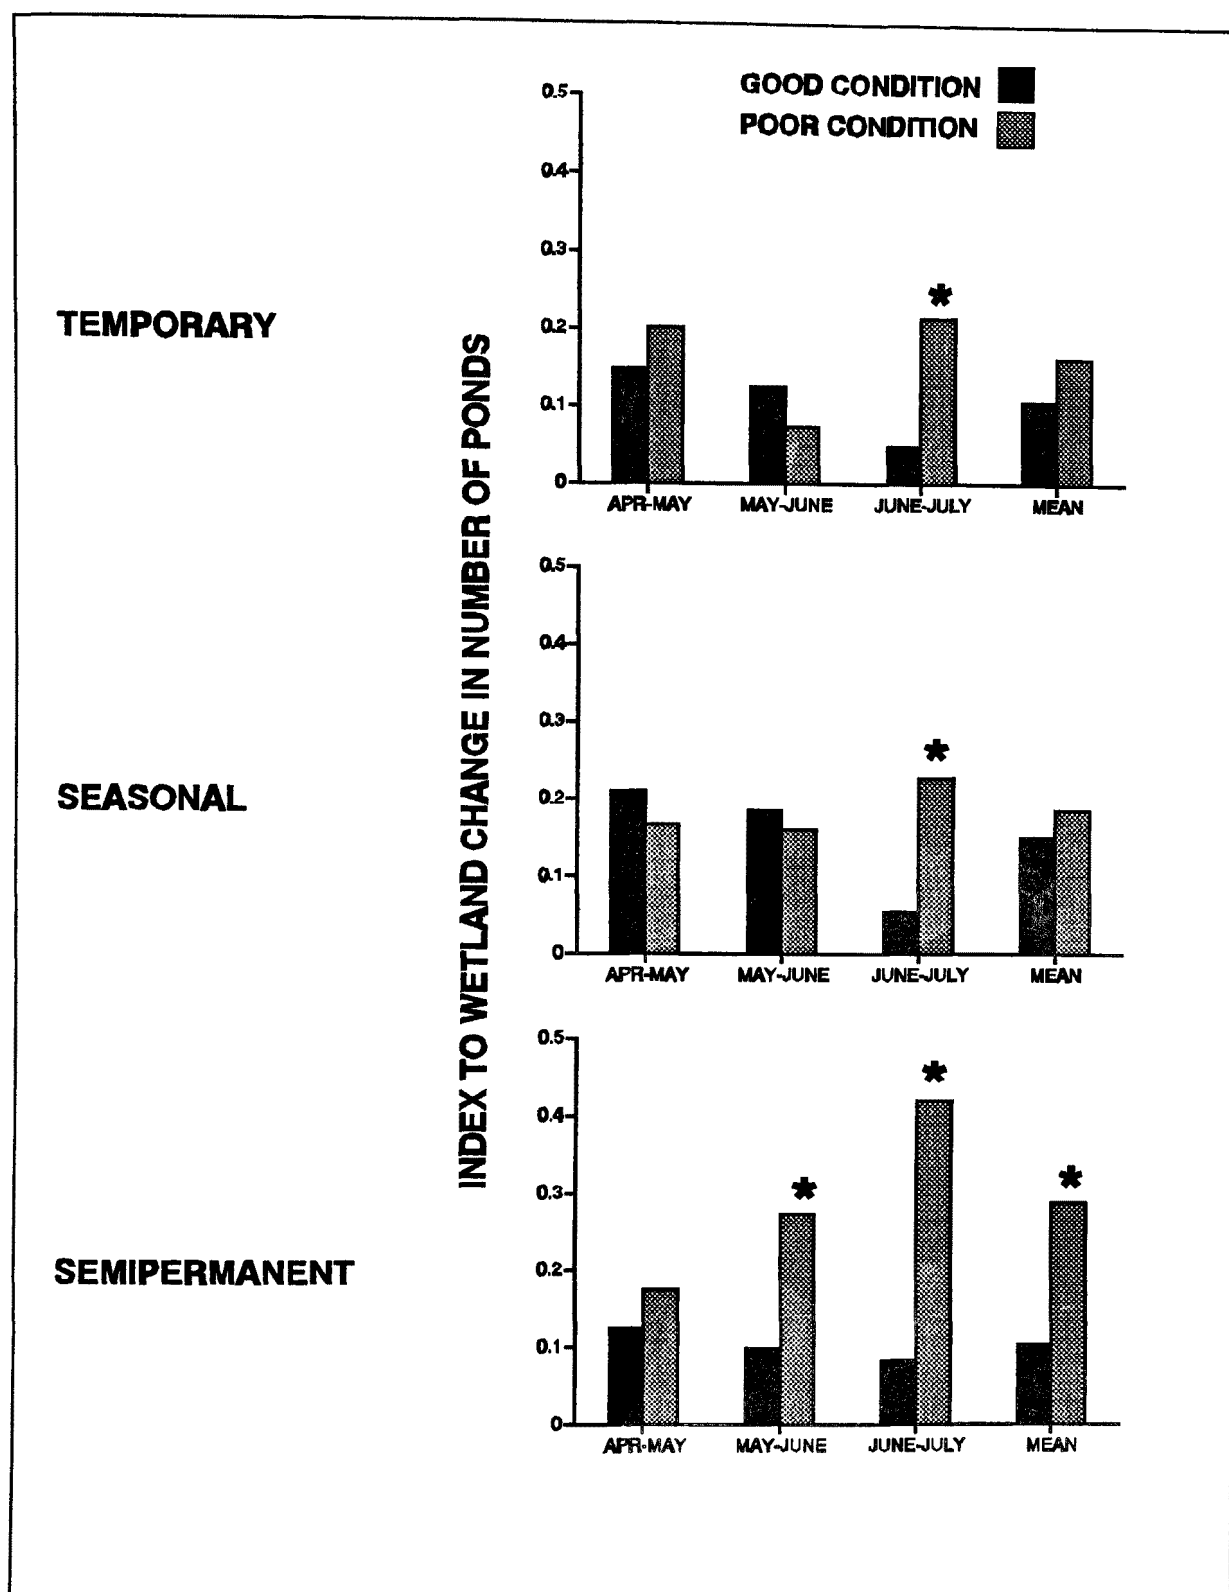 GOOD CONDITION
POOR CONDITION
INDEX TO WETLAND CHANGE IN NUMBER OF PONDS
TEMPORARY
0.5
0.4
0.3
*
0.2
0.1
0
APR-MAY MAY-JUNE JUNE-JULY MEAN
SEASONAL
0.5
0.4
0.3
*
0.2
0.1
0
APR-MAY MAY-JUNE JUNE-JULY MEAN
SEMIPERMANENT
0.5
*
0.4
0.3 * *
0.2
0.1
0
APR-MAY MAY-JUNE JUNE-JULY MEAN